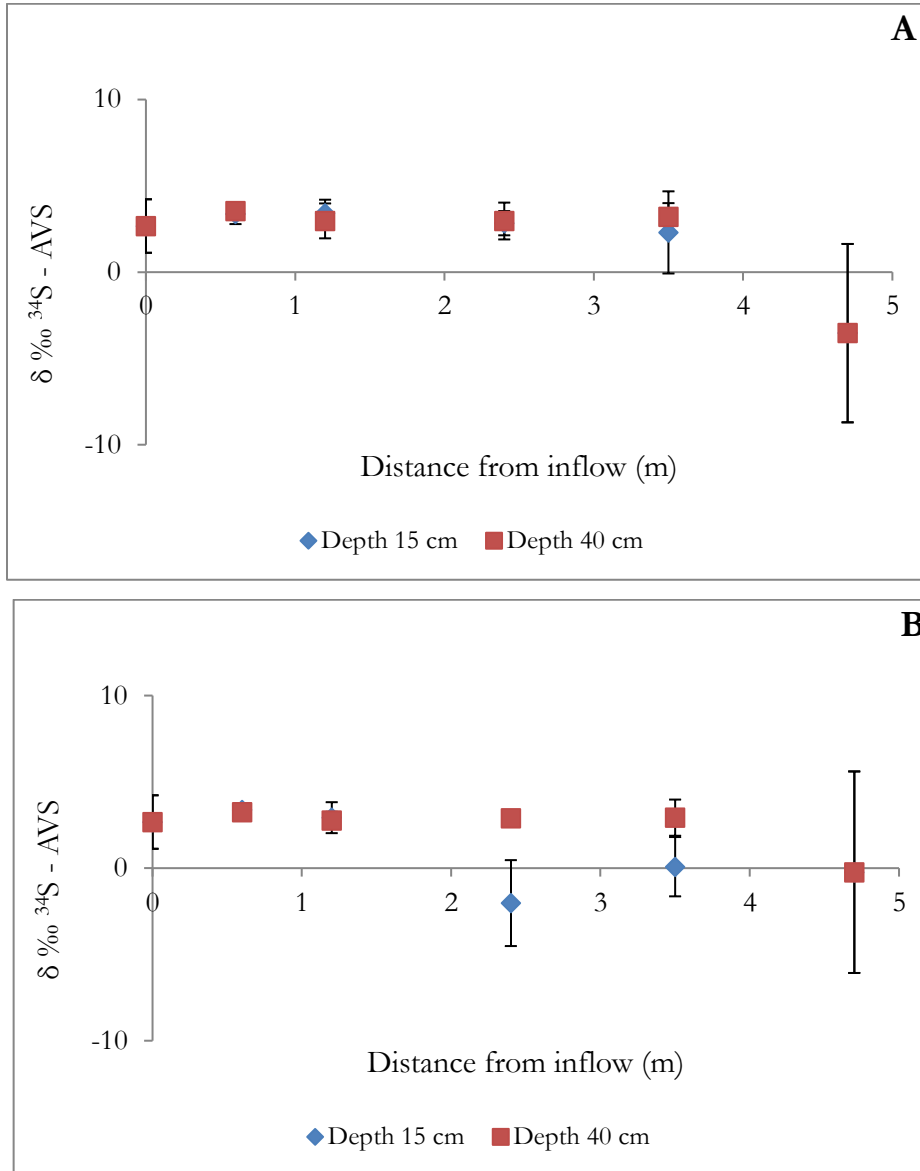 A
10
0
-10
0 1 2 3 4 5
δ ‰ ³⁴S - AVS
Distance from inflow (m)
Depth 15 cm Depth 40 cm
B
10
0
-10
0 1 2 3 4 5
δ ‰ ³⁴S - AVS
Distance from inflow (m)
Depth 15 cm Depth 40 cm